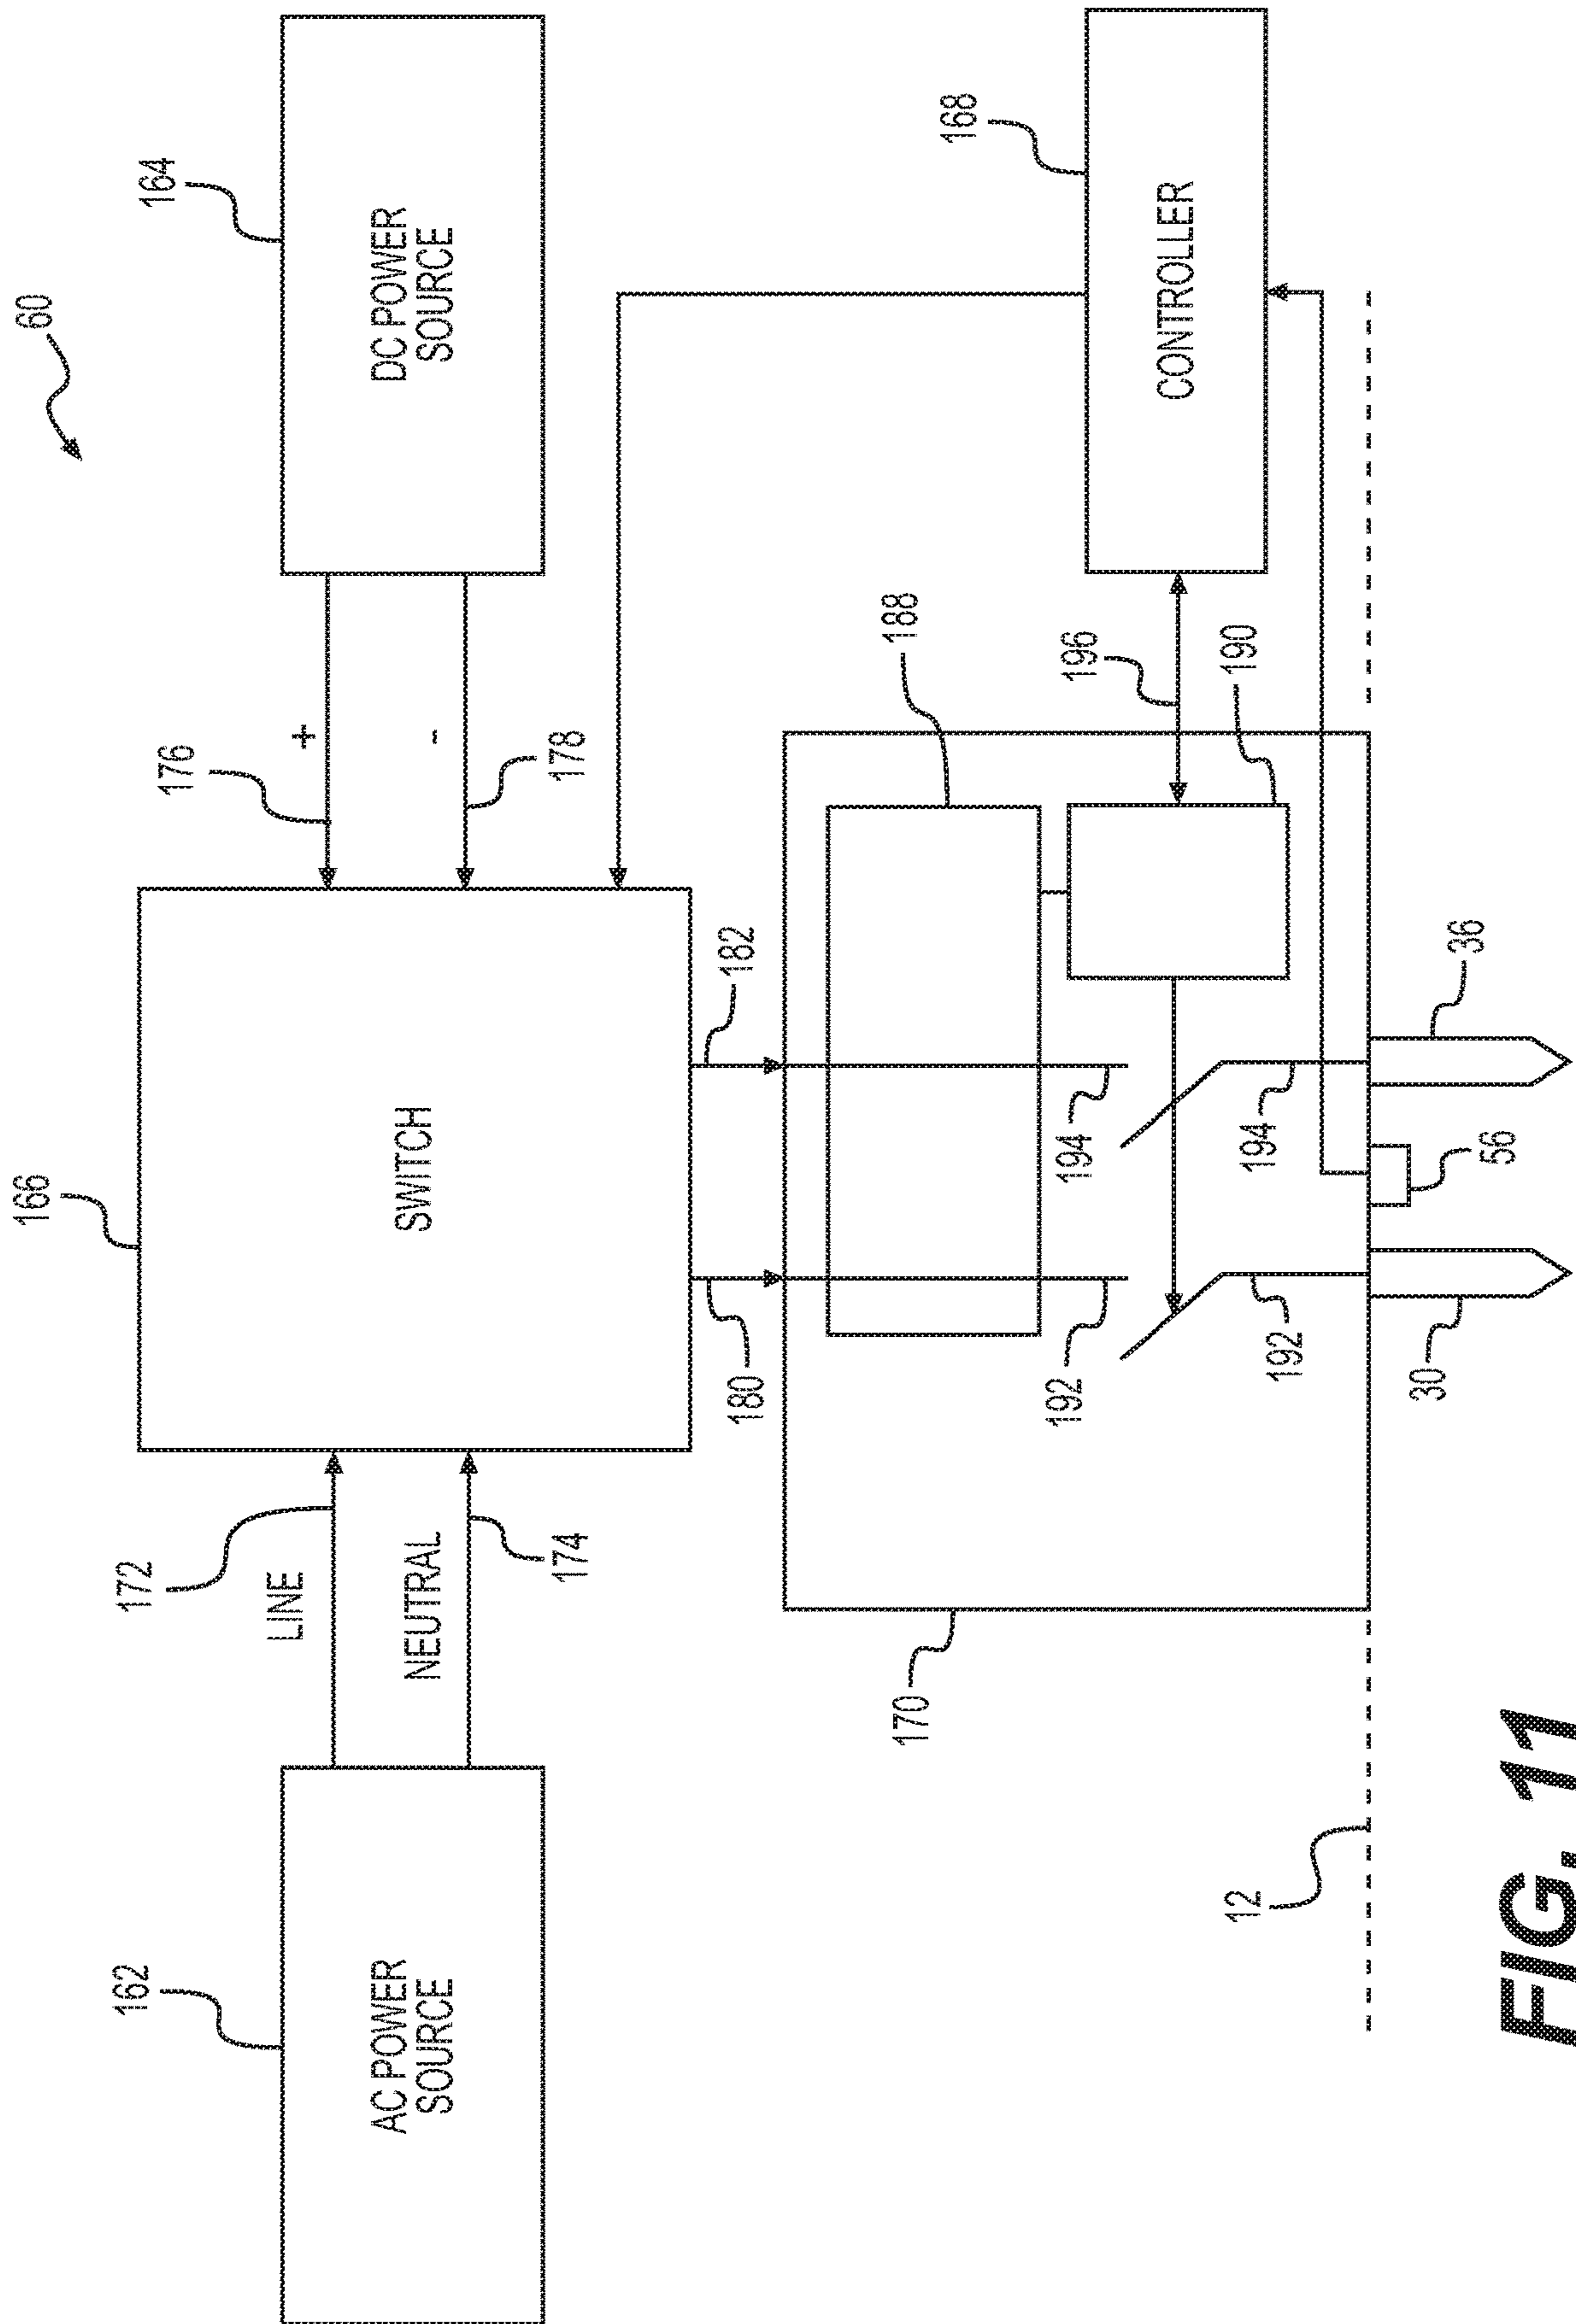 60
162
AC POWER
SOURCE
172
LINE
NEUTRAL
174
166
SWITCH
176
+
-
178
164
DC POWER
SOURCE
180
182
170
188
192
194
196
190
192
194
168
CONTROLLER
12
30
56
36
FIG. 11